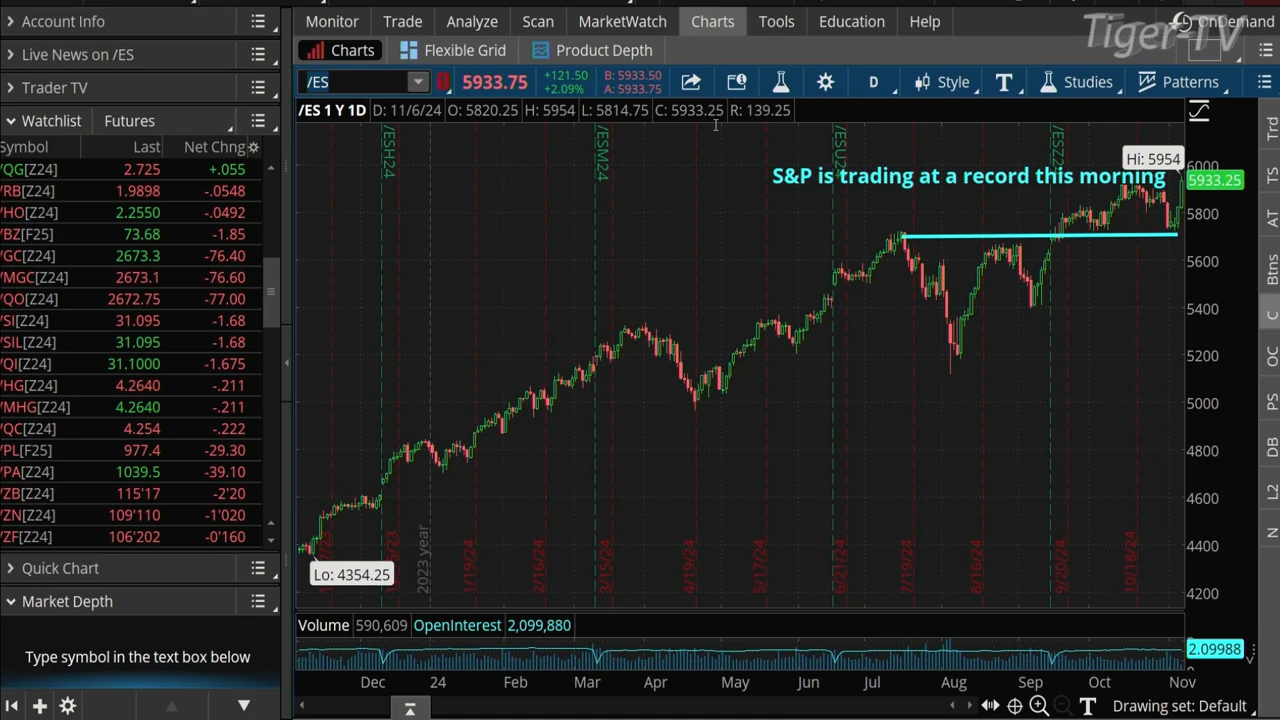 Account Info
Live News on /ES
Trader TV
Watchlist Futures
Symbol Last Net Chng
/QG[Z24] 2.725 +.055
/RB[Z24] 1.9898 -.0548
/HO[Z24] 2.2550 -.0492
/BZ[F25] 73.68 -1.85
/GC[Z24] 2673.3 -76.40
/MGC[Z24] 2673.1 -76.60
/QO[Z24] 2672.75 -77.00
/SI[Z24] 31.095 -1.68
/SIL[Z24] 31.095 -1.68
/QI[Z24] 31.1000 -1.675
/HG[Z24] 4.2640 -.211
/MHG[Z24] 4.2640 -.211
/QC[Z24] 4.254 -.222
/PL[F25] 977.4 -29.30
/PA[Z24] 1039.5 -39.10
/ZB[Z24] 115'17 -2'20
/ZN[Z24] 109'110 -1'020
/ZF[Z24] 106'202 -0'160
Quick Chart
Market Depth
Type symbol in the text box below
Monitor Trade Analyze Scan MarketWatch Charts Tools Education Help
OnDemand
Tiger-TV
Charts Flexible Grid Product Depth
/ES 5933.75 +121.50 +2.09% B: 5933.50 A: 5933.75 D Style Studies Patterns
/ES 1 Y 1D D: 11/6/24 O: 5820.25 H: 5954 L: 5814.75 C: 5933.25 R: 139.25
/ESH24
/ESM24
/ESU24
Hi: 5954
S&P is trading at a record this morning
6000
5933.25
5800
5600
5400
5200
5000
4800
4600
4400
4200
Lo: 4354.25
2023 year
1/19/24
2/16/24
3/15/24
4/19/24
5/17/24
6/21/24
7/19/24
9/20/24
10/18/24
Volume 590,609 OpenInterest 2,099,880
2.09988
Dec 24 Feb Mar Apr May Jun Jul Aug Sep Oct Nov
Drawing set: Default
Trd
TS
AT
Btns
C
OC
PS
DB
L2
N